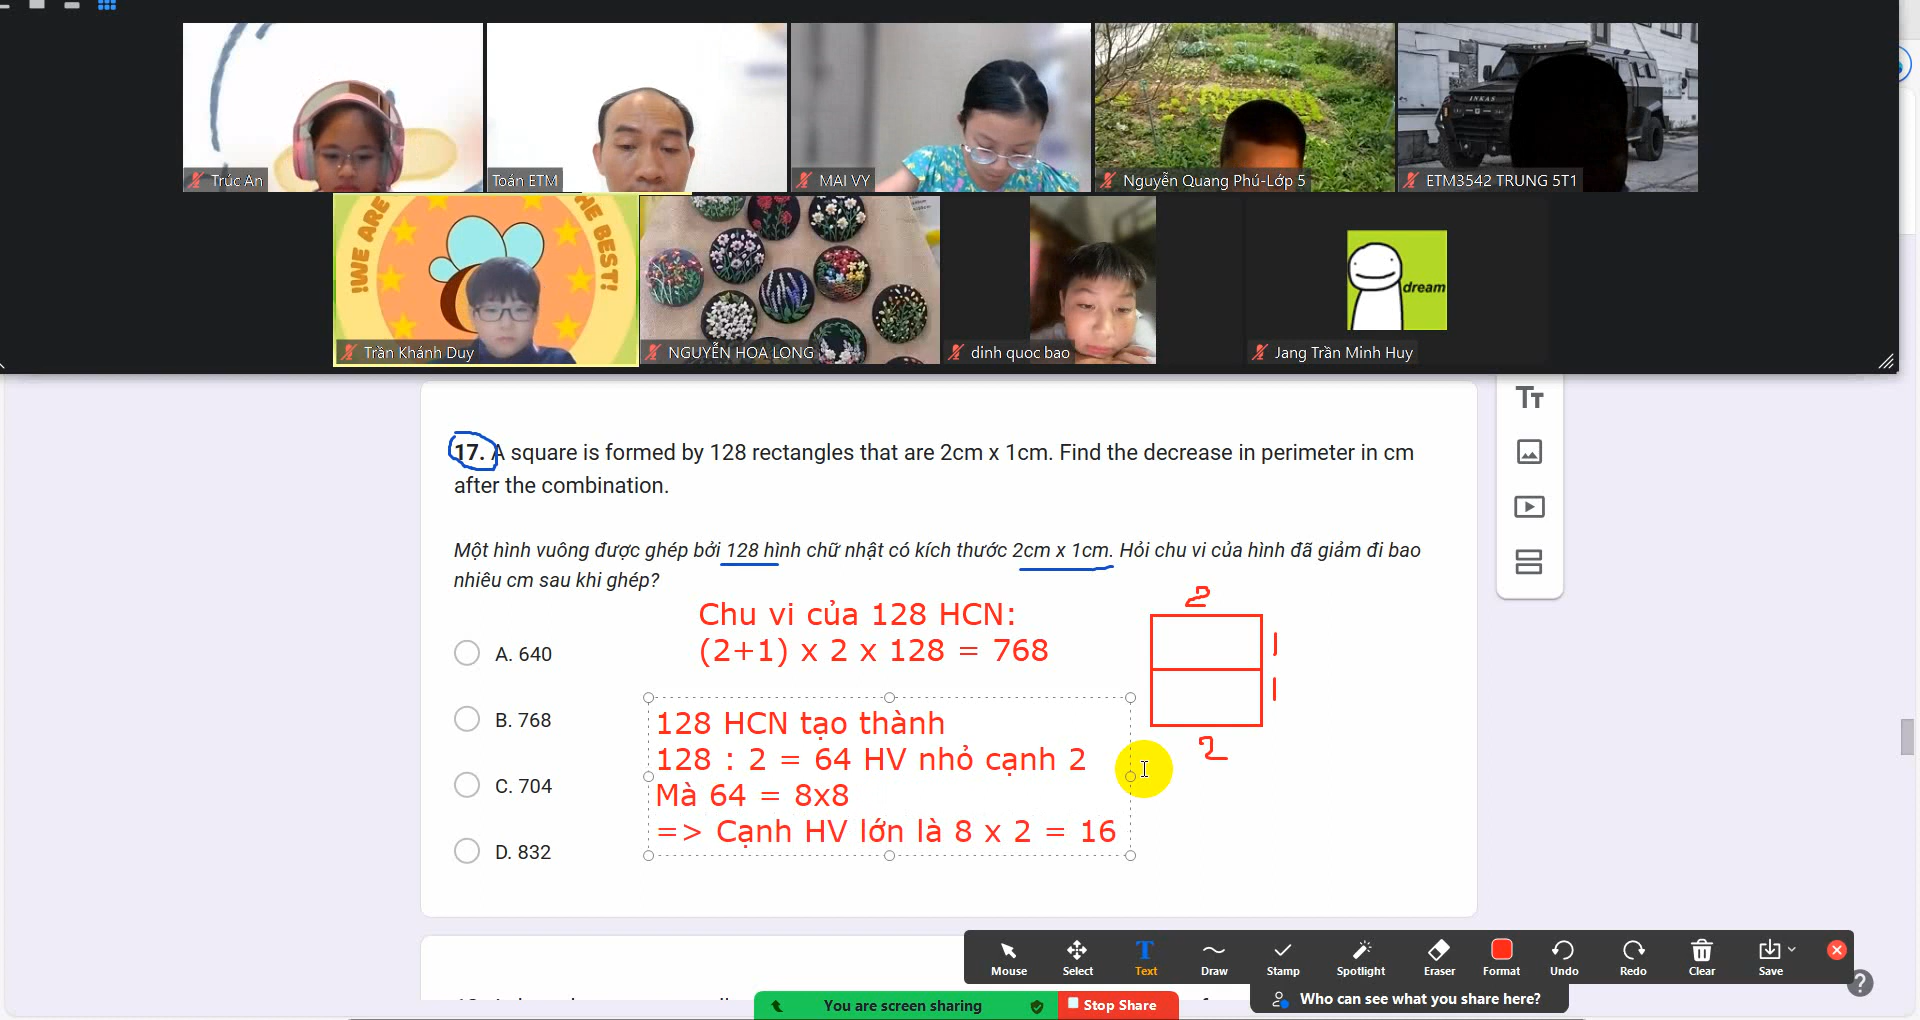 INKAS
Trúc An
Toán ETM
MAI VY
Nguyễn Quang Phú-Lớp 5
ETM3542 TRUNG 5T1
!WE ARE
THE BEST!
dream
Trần Khánh Duy
NGUYỄN HOA LONG
dinh quoc bao
Jang Trần Minh Huy
17. A square is formed by 128 rectangles that are 2cm x 1cm. Find the decrease in perimeter in cm
after the combination.
Một hình vuông được ghép bởi 128 hình chữ nhật có kích thước 2cm x 1cm. Hỏi chu vi của hình đã giảm đi bao
nhiêu cm sau khi ghép?
Chu vi của 128 HCN:
(2+1) x 2 x 128 = 768
2
1
1
2
A. 640
B. 768
C. 704
D. 832
128 HCN tạo thành
128 : 2 = 64 HV nhỏ cạnh 2
Mà 64 = 8x8
=> Cạnh HV lớn là 8 x 2 = 16
Tт
Mouse
Select
T
Text
Draw
Stamp
Spotlight
Eraser
Format
Undo
Redo
Clear
Save
You are screen sharing
Stop Share
Who can see what you share here?
?